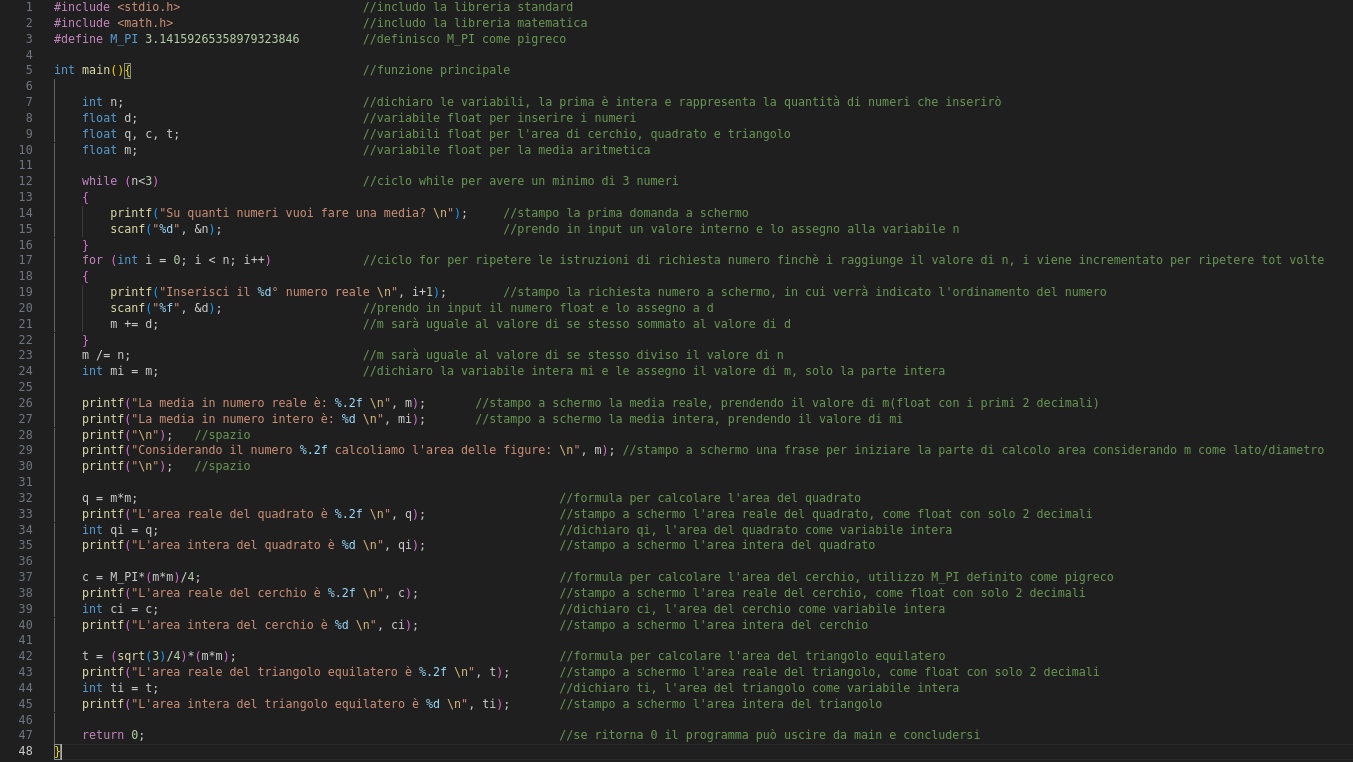 1 #include <stdio.h> //includo la libreria standard
2 #include <math.h> //includo la libreria matematica
3 #define M_PI 3.14159265358979323846 //definisco M_PI come pigreco
4
5 int main(){ //funzione principale
6
7 int n; //dichiaro le variabili, la prima è intera e rappresenta la quantità di numeri che inserirò
8 float d; //variabile float per inserire i numeri
9 float q, c, t; //variabili float per l'area di cerchio, quadrato e triangolo
10 float m; //variabile float per la media aritmetica
11
12 while (n<3) //ciclo while per avere un minimo di 3 numeri
13 {
14 printf("Su quanti numeri vuoi fare una media? \n"); //stampo la prima domanda a schermo
15 scanf("%d", &n); //prendo in input un valore interno e lo assegno alla variabile n
16 }
17 for (int i = 0; i < n; i++) //ciclo for per ripetere le istruzioni di richiesta numero finchè i raggiunge il valore di n, i viene incrementato per ripetere tot volte
18 {
19 printf("Inserisci il %d° numero reale \n", i+1); //stampo la richiesta numero a schermo, in cui verrà indicato l'ordinamento del numero
20 scanf("%f", &d); //prendo in input il numero float e lo assegno a d
21 m += d; //m sarà uguale al valore di se stesso sommato al valore di d
22 }
23 m /= n; //m sarà uguale al valore di se stesso diviso il valore di n
24 int mi = m; //dichiaro la variabile intera mi e le assegno il valore di m, solo la parte intera
25
26 printf("La media in numero reale è: %.2f \n", m); //stampo a schermo la media reale, prendendo il valore di m(float con i primi 2 decimali)
27 printf("La media in numero intero è: %d \n", mi); //stampo a schermo la media intera, prendendo il valore di mi
28 printf("\n"); //spazio
29 printf("Considerando il numero %.2f calcoliamo l'area delle figure: \n", m); //stampo a schermo una frase per iniziare la parte di calcolo area considerando m come lato/diametro
30 printf("\n"); //spazio
31
32 q = m*m; //formula per calcolare l'area del quadrato
33 printf("L'area reale del quadrato è %.2f \n", q); //stampo a schermo l'area reale del quadrato, come float con solo 2 decimali
34 int qi = q; //dichiaro qi, l'area del quadrato come variabile intera
35 printf("L'area intera del quadrato è %d \n", qi); //stampo a schermo l'area intera del quadrato
36
37 c = M_PI*(m*m)/4; //formula per calcolare l'area del cerchio, utilizzo M_PI definito come pigreco
38 printf("L'area reale del cerchio è %.2f \n", c); //stampo a schermo l'area reale del cerchio, come float con solo 2 decimali
39 int ci = c; //dichiaro ci, l'area del cerchio come variabile intera
40 printf("L'area intera del cerchio è %d \n", ci); //stampo a schermo l'area intera del cerchio
41
42 t = (sqrt(3)/4)*(m*m); //formula per calcolare l'area del triangolo equilatero
43 printf("L'area reale del triangolo equilatero è %.2f \n", t); //stampo a schermo l'area reale del triangolo, come float con solo 2 decimali
44 int ti = t; //dichiaro ti, l'area del triangolo come variabile intera
45 printf("L'area intera del triangolo equilatero è %d \n", ti); //stampo a schermo l'area intera del triangolo
46
47 return 0; //se ritorna 0 il programma può uscire da main e concludersi
48 }